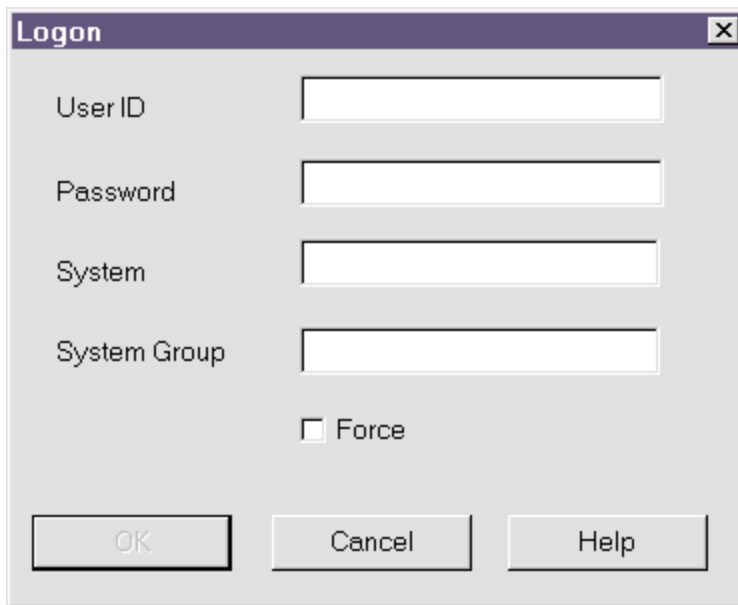 Logon
User ID
Password
System
System Group
Force
OK Cancel Help